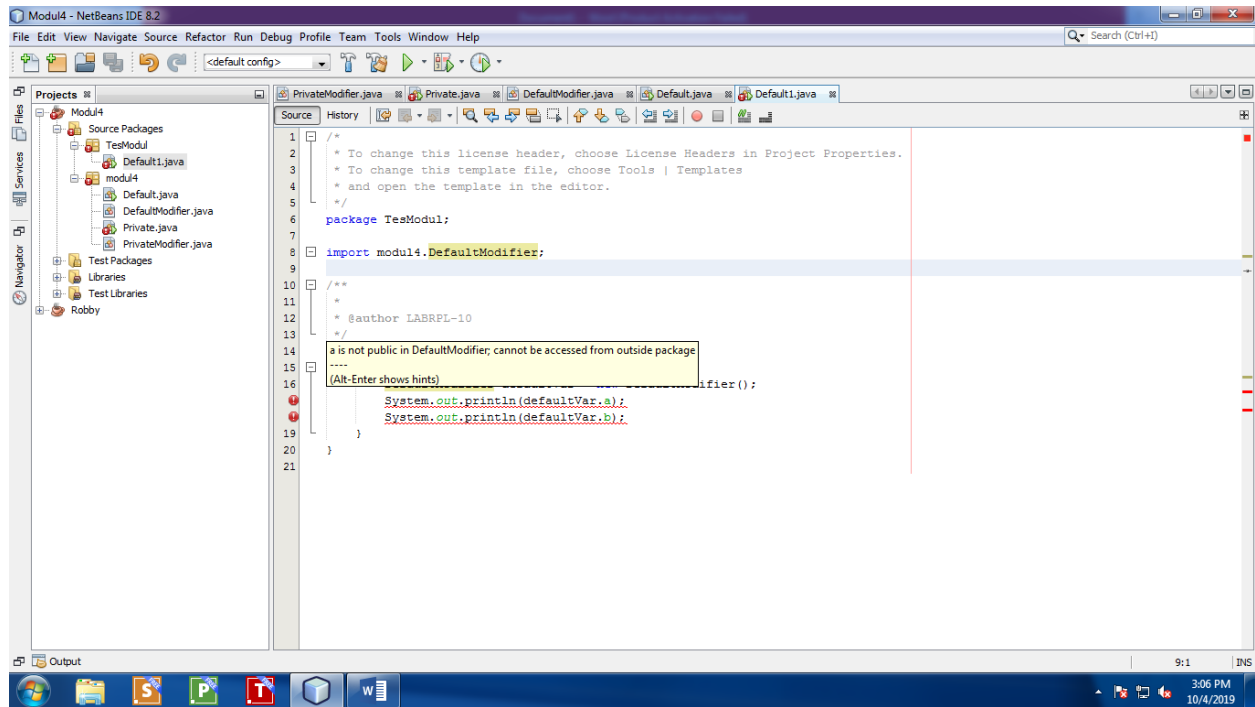 Modul4 - NetBeans IDE 8.2
File Edit View Navigate Source Refactor Run Debug Profile Team Tools Window Help
Search (Ctrl+I)
<default config>
Projects
PrivateModifier.java
Private.java
DefaultModifier.java
Default.java
Default1.java
Files
Services
Navigator
Modul4
Source Packages
TesModul
Default1.java
modul4
Default.java
DefaultModifier.java
Private.java
PrivateModifier.java
Test Packages
Libraries
Test Libraries
Robby
Source History
1 /*
2 * To change this license header, choose License Headers in Project Properties.
3 * To change this template file, choose Tools | Templates
4 * and open the template in the editor.
5 */
6 package TesModul;
7
8 import modul4.DefaultModifier;
9
10 /**
11 *
12 * @author LABRPL-10
13 */
14
a is not public in DefaultModifier; cannot be accessed from outside package
15
----
(Alt-Enter shows hints)
16 ifier();
System.out.println(defaultVar.a);
System.out.println(defaultVar.b);
19 }
20 }
21
Output
9:1 INS
S P T W
3:06 PM
10/4/2019